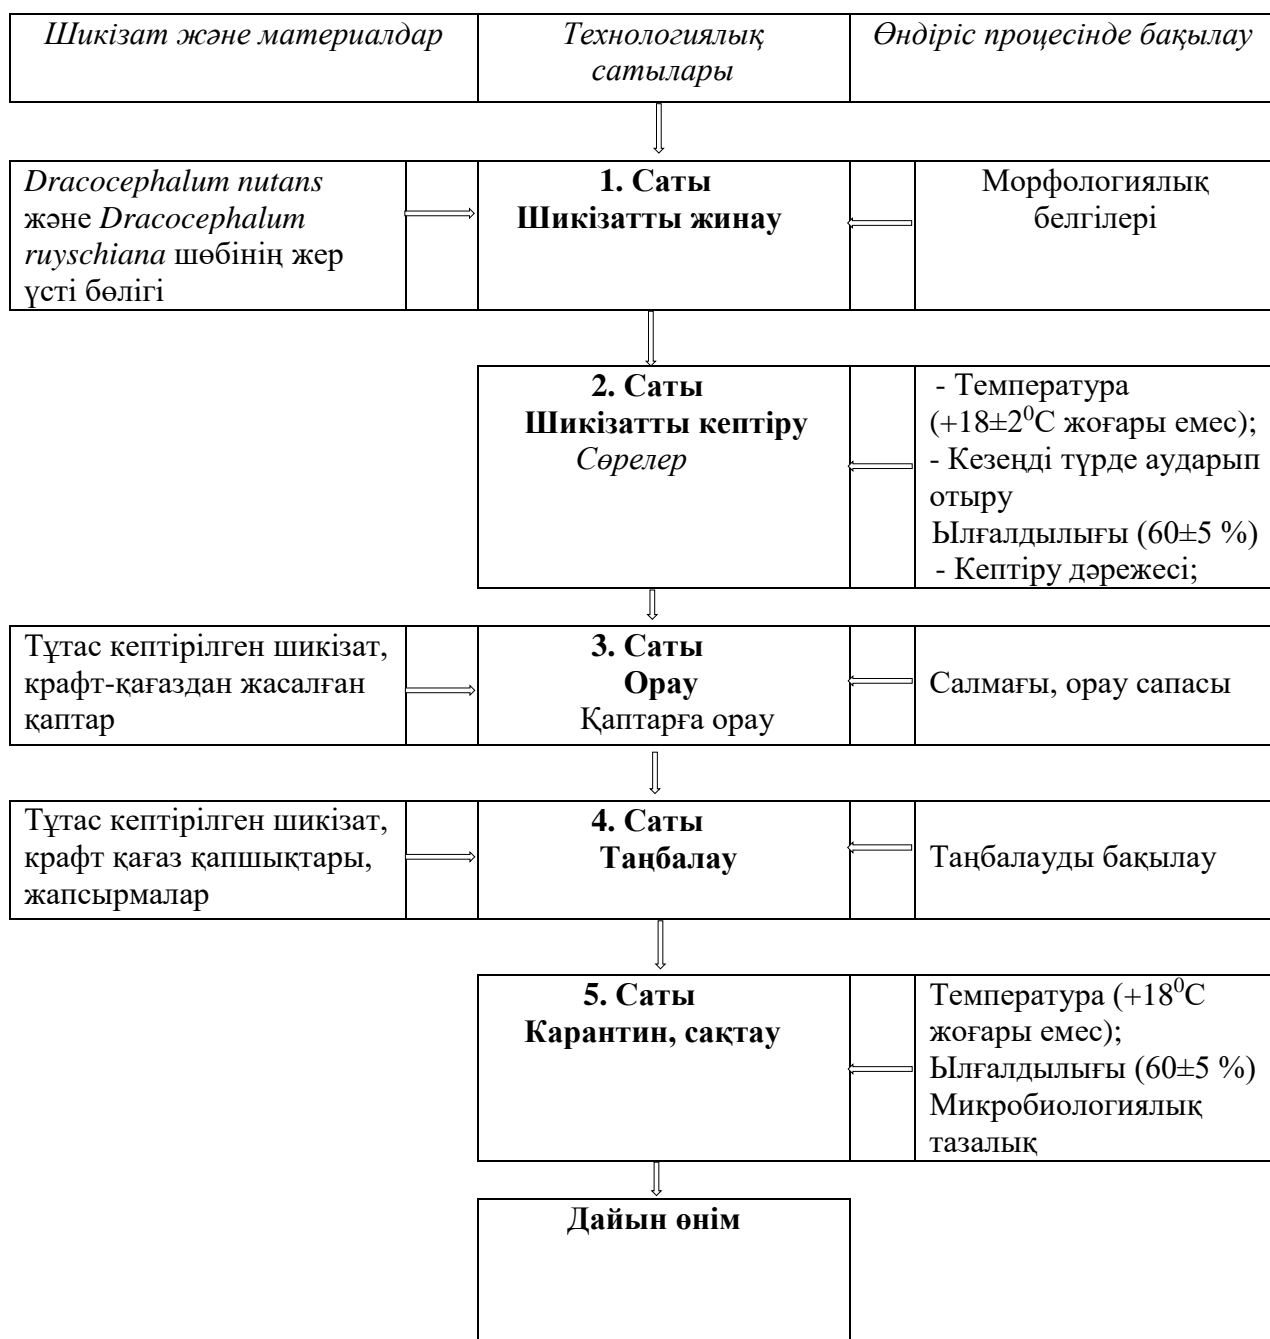 Шикізат және материалдар
Технологиялық
сатылары
Өндіріс процесінде бақылау
Dracocephalum nutans
және Dracocephalum
ruyschiana шөбінің жер
үсті бөлігі
1. Саты
Шикізатты жинау
Морфологиялық
белгілері
2. Саты
Шикізатты кептіру
Сөрелер
- Температура
(+18±2⁰С жоғары емес);
- Кезеңді түрде аударып
отыру
Ылғалдылығы (60±5 %)
- Кептіру дәрежесі;
Тұтас кептірілген шикізат,
крафт-қағаздан жасалған
қаптар
3. Саты
Орау
Қаптарға орау
Салмағы, орау сапасы
Тұтас кептірілген шикізат,
крафт қағаз қапшықтары,
жапсырмалар
4. Саты
Таңбалау
Таңбалауды бақылау
5. Саты
Карантин, сақтау
Температура (+18⁰С
жоғары емес);
Ылғалдылығы (60±5 %)
Микробиологиялық
тазалық
Дайын өнім